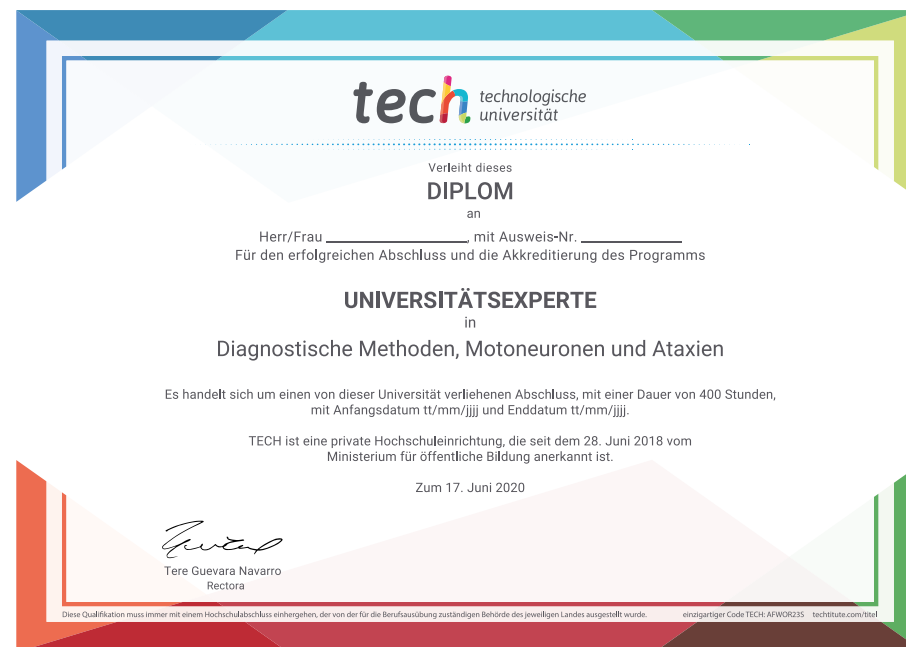 tech technologische
universität
Verleiht dieses
DIPLOM
an
Herr/Frau ____________________, mit Ausweis-Nr. ______________
Für den erfolgreichen Abschluss und die Akkreditierung des Programms
UNIVERSITÄTSEXPERTE
in
Diagnostische Methoden, Motoneuronen und Ataxien
Es handelt sich um einen von dieser Universität verliehenen Abschluss, mit einer Dauer von 400 Stunden,
mit Anfangsdatum tt/mm/jjjj und Enddatum tt/mm/jjjj.
TECH ist eine private Hochschuleinrichtung, die seit dem 28. Juni 2018 vom
Ministerium für öffentliche Bildung anerkannt ist.
Zum 17. Juni 2020
Tere Guevara Navarro
Rectora
Diese Qualifikation muss immer mit einem Hochschulabschluss einhergehen, der von der für die Berufsausübung zuständigen Behörde des jeweiligen Landes ausgestellt wurde. einzigartiger Code TECH: AFWOR23S techtitute.com/titel